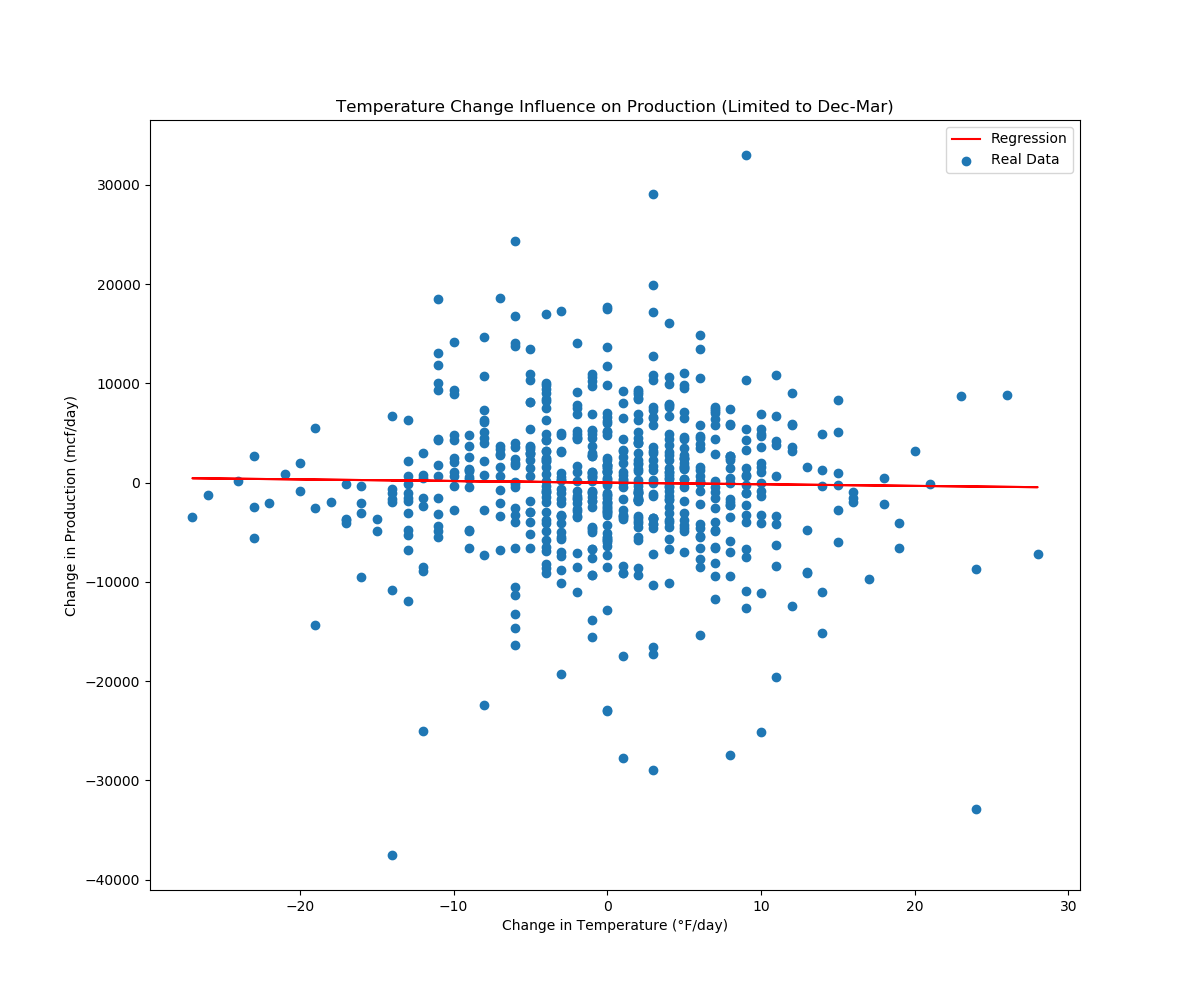 Temperature Change Influence on Production (Limited to Dec-Mar)
Regression
Real Data
30000
20000
10000
0
−10000
−20000
−30000
−40000
Change in Production (mcf/day)
−20
−10
0
10
20
30
Change in Temperature (°F/day)